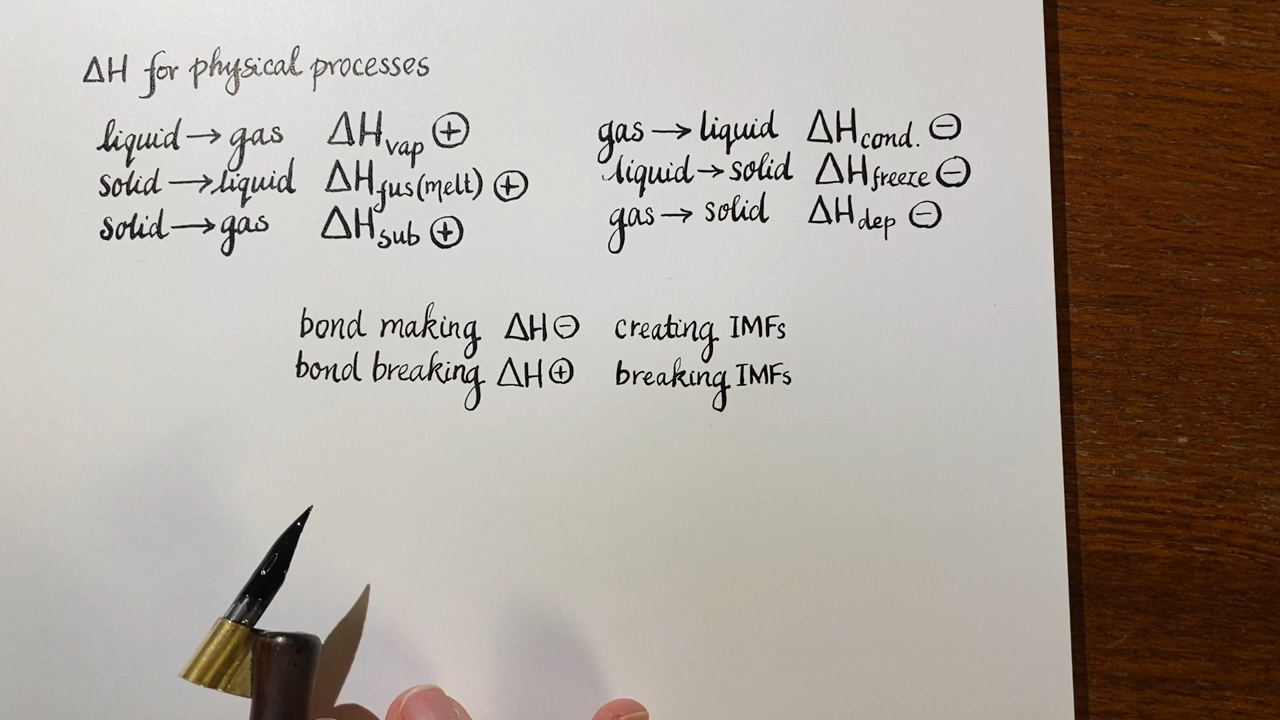 ΔH for physical processes
liquid → gas ΔHvap ⊕
solid → liquid ΔHfus(melt) ⊕
solid → gas ΔHsub ⊕
gas → liquid ΔHcond. ⊖
liquid → solid ΔHfreeze ⊖
gas → solid ΔHdep ⊖
bond making ΔH ⊖ creating IMFs
bond breaking ΔH ⊕ breaking IMFs